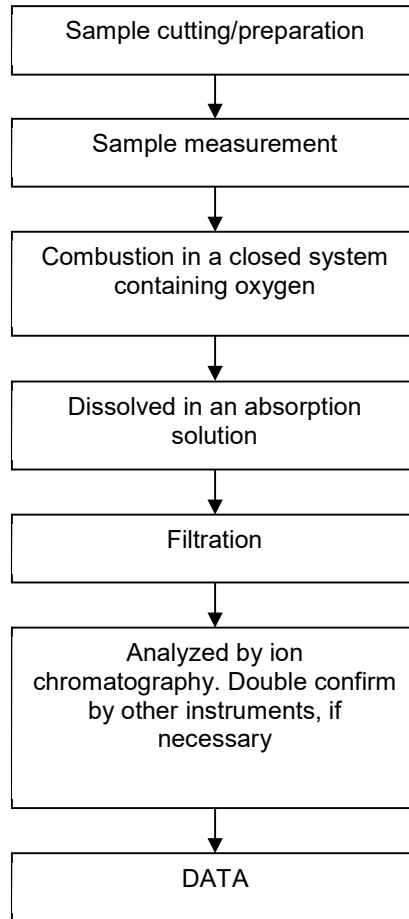 Sample cutting/preparation
Sample measurement
Combustion in a closed system
containing oxygen
Dissolved in an absorption
solution
Filtration
Analyzed by ion
chromatography. Double confirm
by other instruments, if
necessary
DATA